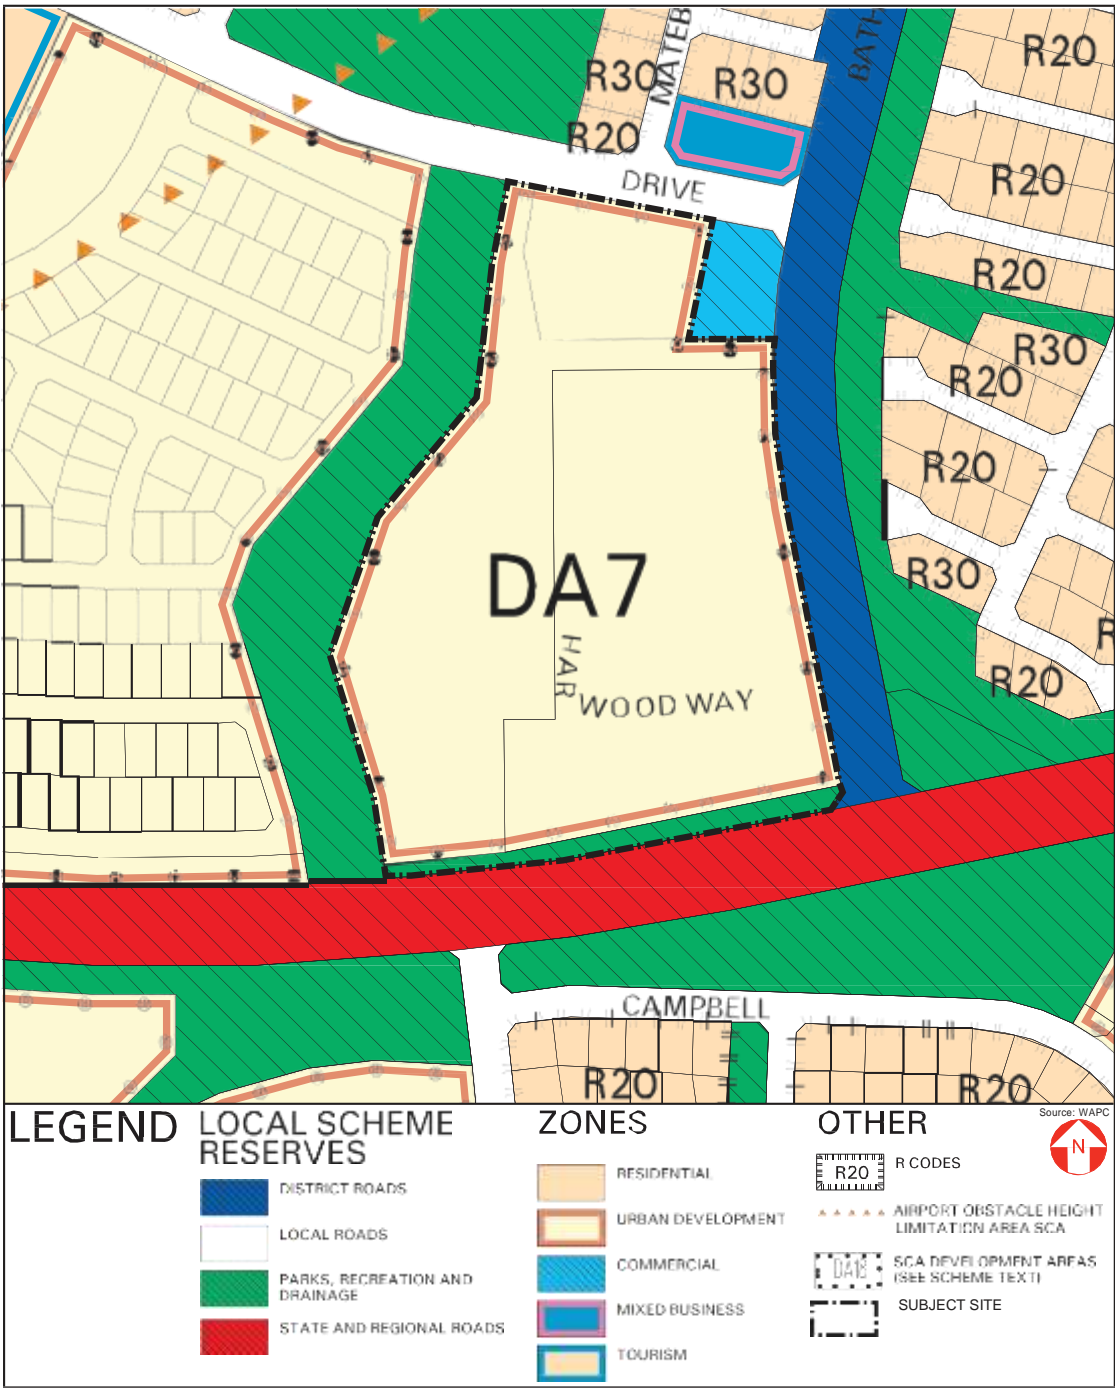 MATEB
BATH
R20
R30
R30
R20
R20
DRIVE
R20
R30
R20
R20
DA7
R30
HAR
WOOD WAY
R
R20
CAMPBELL
R20
R20
LEGEND
LOCAL SCHEME
RESERVES
DISTRICT ROADS
LOCAL ROADS
PARKS, RECREATION AND
DRAINAGE
STATE AND REGIONAL ROADS
ZONES
RESIDENTIAL
URBAN DEVELOPMENT
COMMERCIAL
MIXED BUSINESS
TOURISM
OTHER
Source: WAPC
N
R20
R CODES
AIRPORT OBSTACLE HEIGHT
LIMITATION AREA SCA
DA18
SCA DEVELOPMENT AREAS
(SEE SCHEME TEXT)
SUBJECT SITE